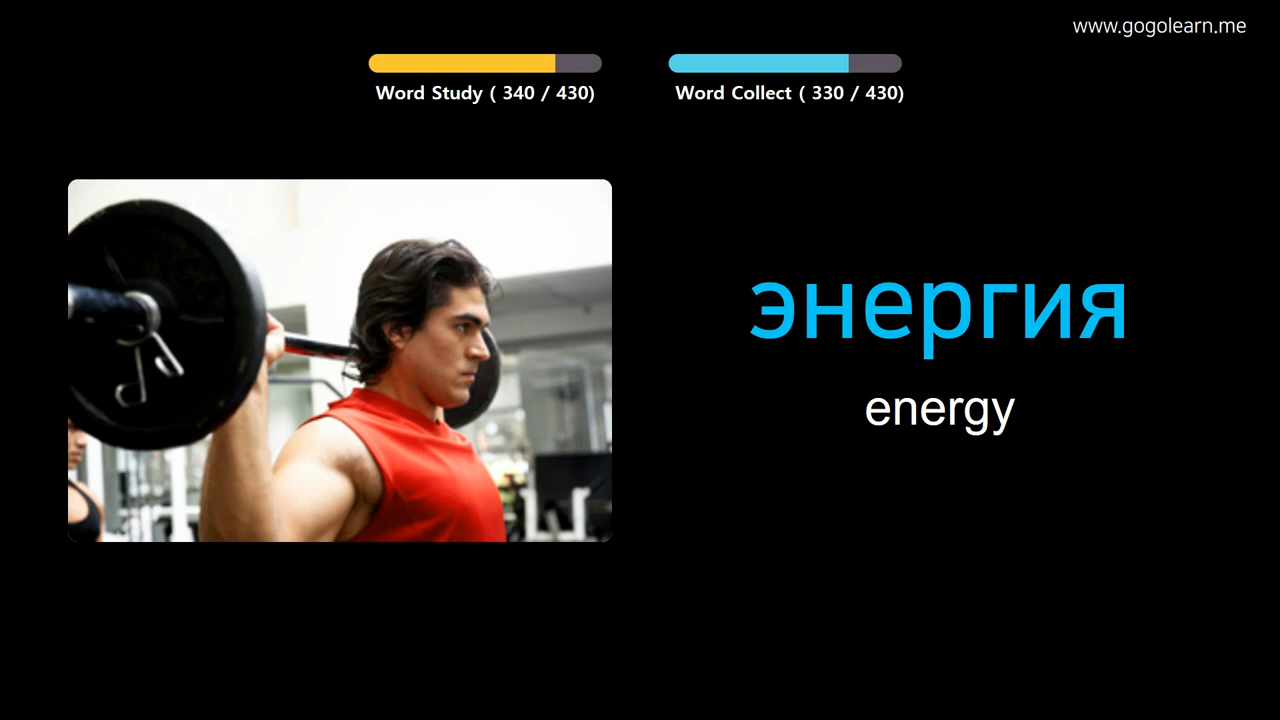 www.gogolearn.me
Word Study ( 340 / 430)
Word Collect ( 330 / 430)
энергия
energy